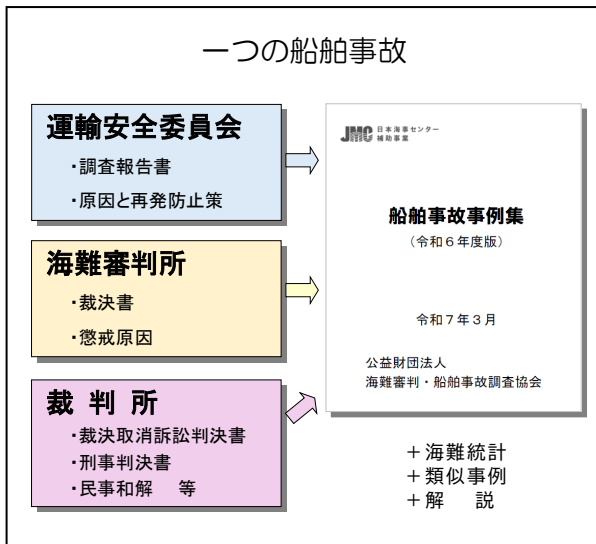 一つの船舶事故
運輸安全委員会
・調査報告書
・原因と再発防止策
海難審判所
・裁決書
・懲戒原因
裁 判 所
・裁決取消訴訟判決書
・刑事判決書
・民事和解 等
JMC 日本海事センター
補助事業
船舶事故事例集
(令和6年度版)
令和7年3月
公益財団法人
海難審判・船舶事故調査協会
＋海難統計
＋類似事例
＋解 説